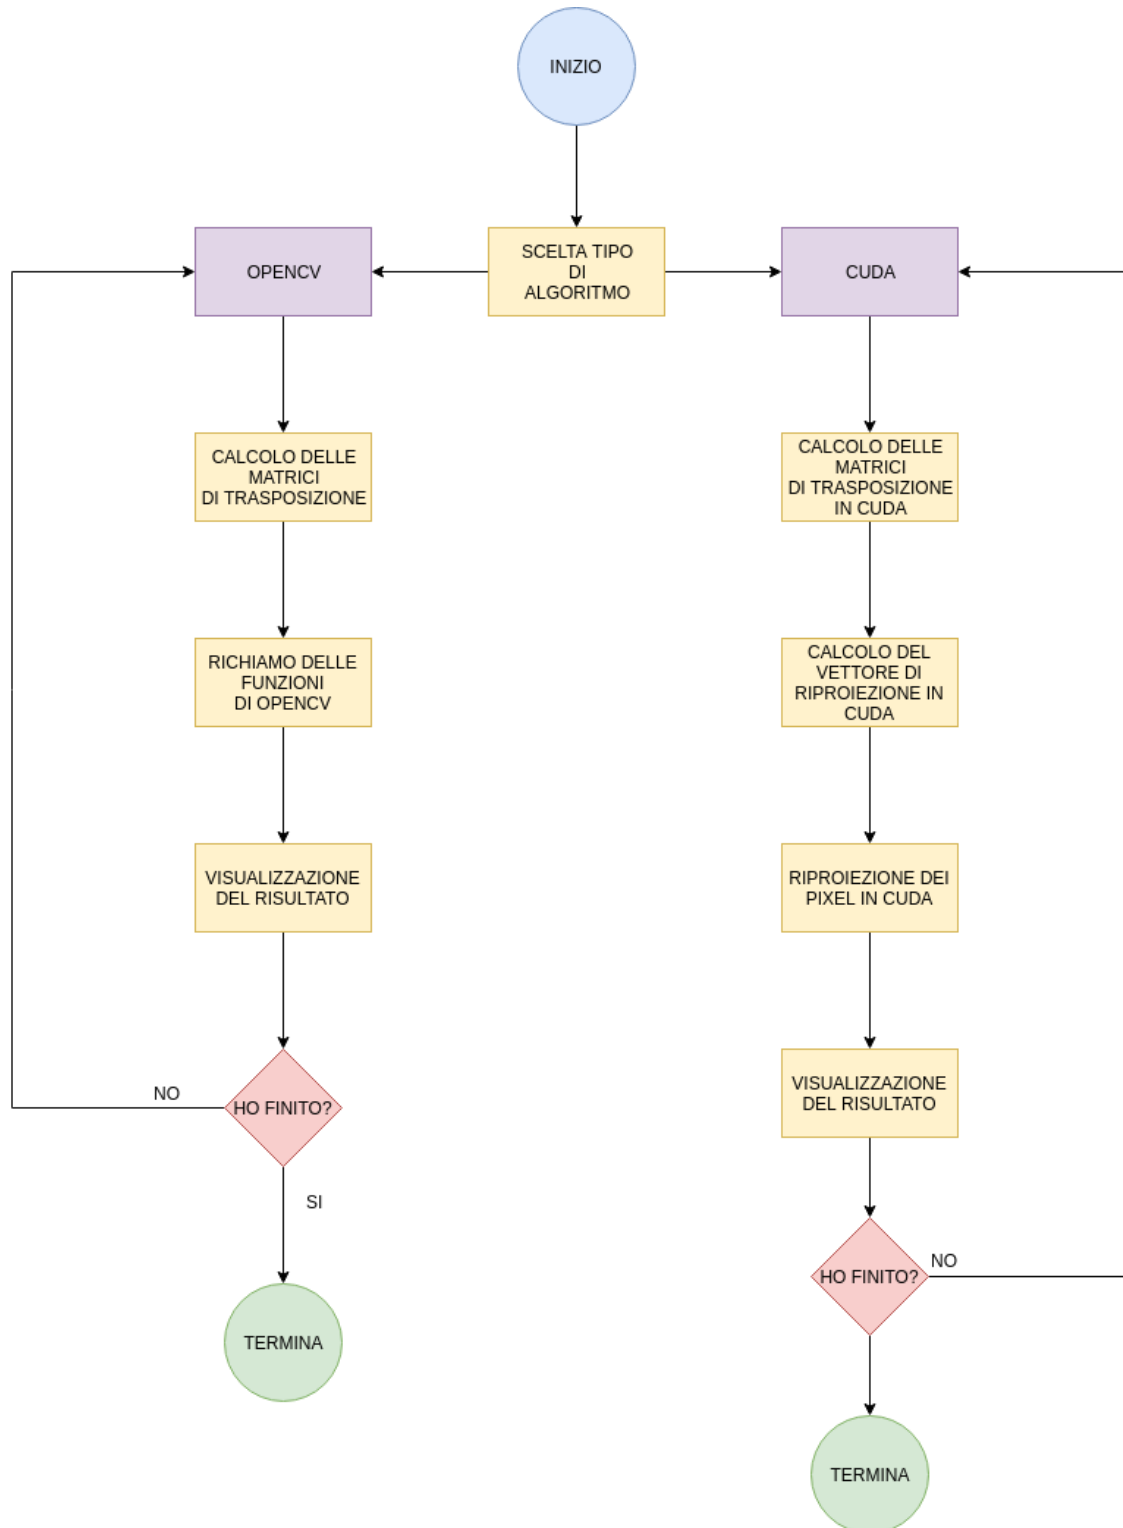 INIZIO
OPENCV
SCELTA TIPO
DI
ALGORITMO
CUDA
CALCOLO DELLE
MATRICI
DI TRASPOSIZIONE
CALCOLO DELLE
MATRICI
DI TRASPOSIZIONE
IN CUDA
RICHIAMO DELLE
FUNZIONI
DI OPENCV
CALCOLO DEL
VETTORE DI
RIPROIEZIONE IN
CUDA
VISUALIZZAZIONE
DEL RISULTATO
RIPROIEZIONE DEI
PIXEL IN CUDA
NO
HO FINITO?
VISUALIZZAZIONE
DEL RISULTATO
SI
HO FINITO?
NO
TERMINA
TERMINA